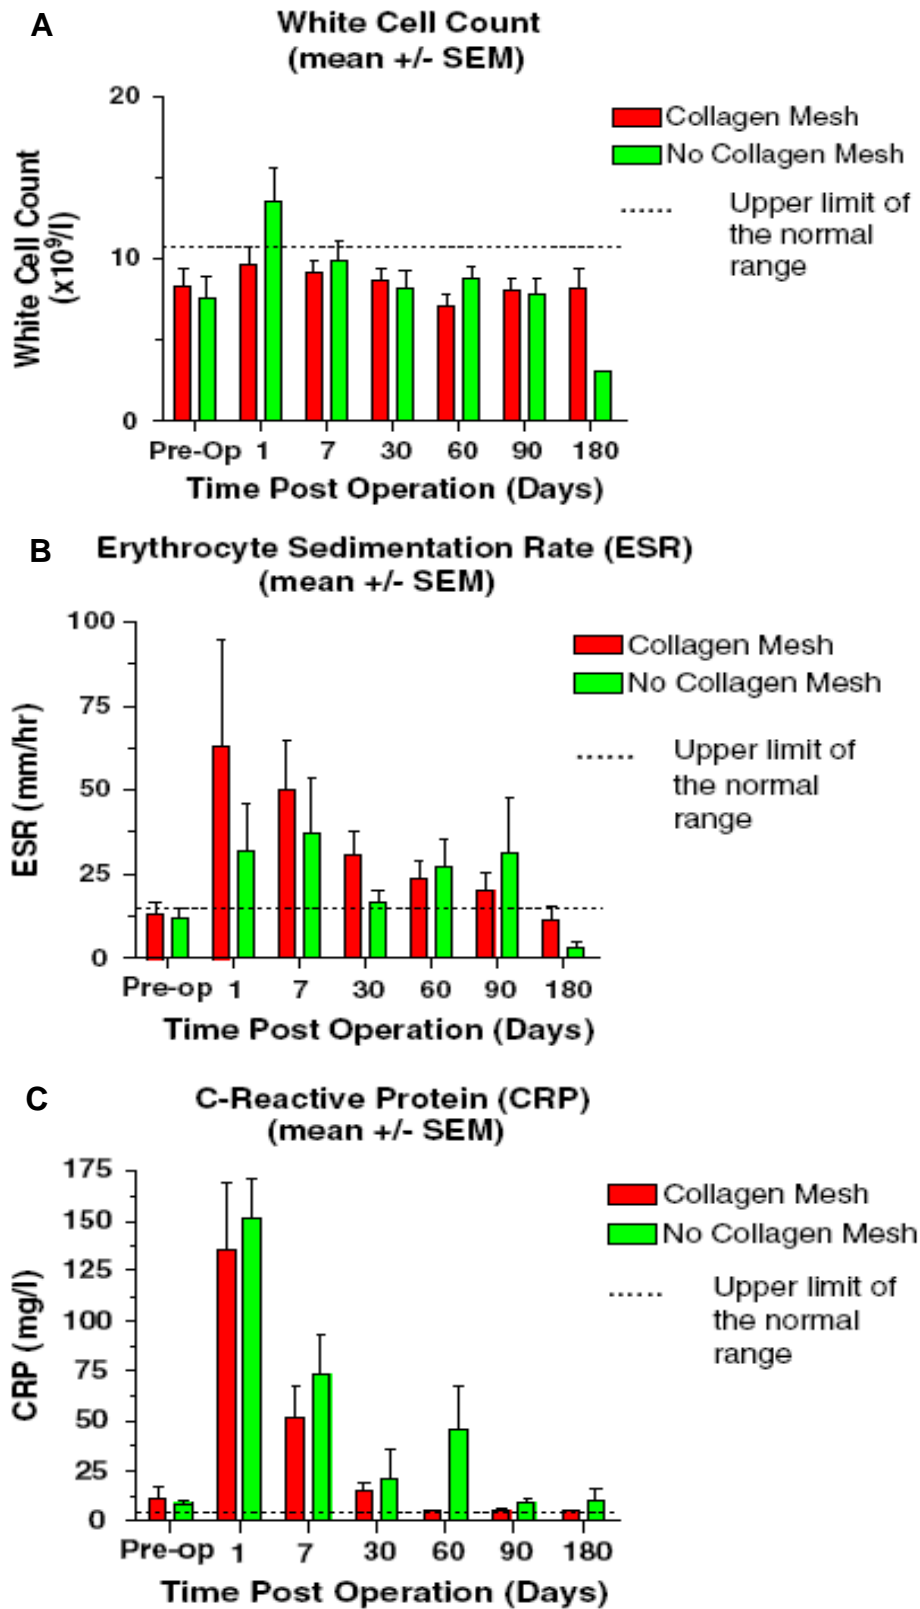 A
White Cell Count
(mean +/- SEM)
20
10
0
White Cell Count
(x10⁹/l)
Collagen Mesh
No Collagen Mesh
Upper limit of
the normal
range
Pre-Op 1 7 30 60 90 180
Time Post Operation (Days)
B
Erythrocyte Sedimentation Rate (ESR)
(mean +/- SEM)
100
75
50
25
0
ESR (mm/hr)
Collagen Mesh
No Collagen Mesh
Upper limit of
the normal
range
Pre-op 1 7 30 60 90 180
Time Post Operation (Days)
C
C-Reactive Protein (CRP)
(mean +/- SEM)
175
150
125
100
75
50
25
0
CRP (mg/l)
Collagen Mesh
No Collagen Mesh
Upper limit of
the normal
range
Pre-op 1 7 30 60 90 180
Time Post Operation (Days)